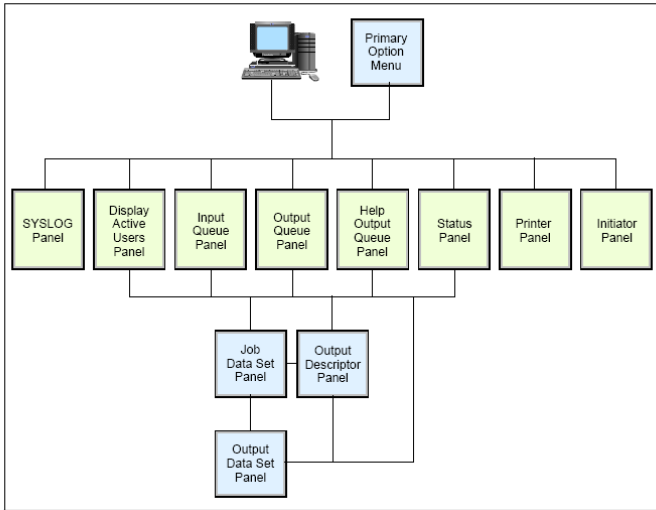 Primary
Option
Menu
SYSLOG
Panel
Display
Active
Users
Panel
Input
Queue
Panel
Output
Queue
Panel
Help
Output
Queue
Panel
Status
Panel
Printer
Panel
Initiator
Panel
Job
Data Set
Panel
Output
Descriptor
Panel
Output
Data Set
Panel